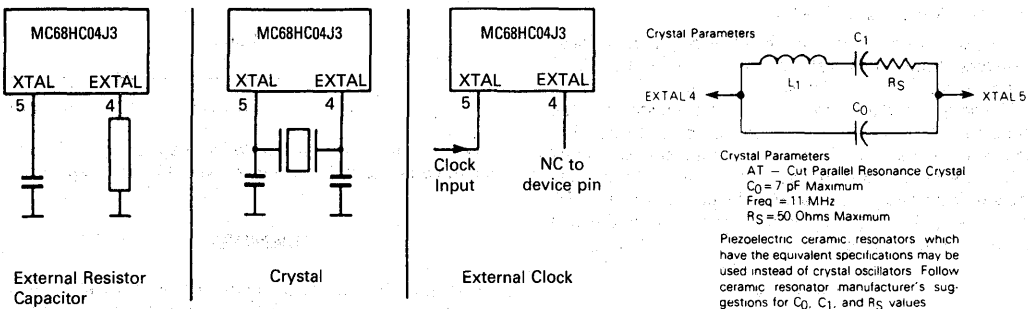 MC68HC04J3
XTAL EXTAL
5 4
External Resistor
Capacitor
MC68HC04J3
XTAL EXTAL
5 4
Crystal
MC68HC04J3
XTAL EXTAL
5 4
Clock
Input
NC to
device pin
External Clock
Crystal Parameters
C1
L1
RS
EXTAL 4
XTAL 5
C0
Crystal Parameters
AT – Cut Parallel Resonance Crystal
C0 = 7 pF Maximum
Freq = 11 MHz
RS = 50 Ohms Maximum
Piezoelectric ceramic resonators which
have the equivalent specifications may be
used instead of crystal oscillators Follow
ceramic resonator manufacturer's sug-
gestions for C0, C1, and RS values